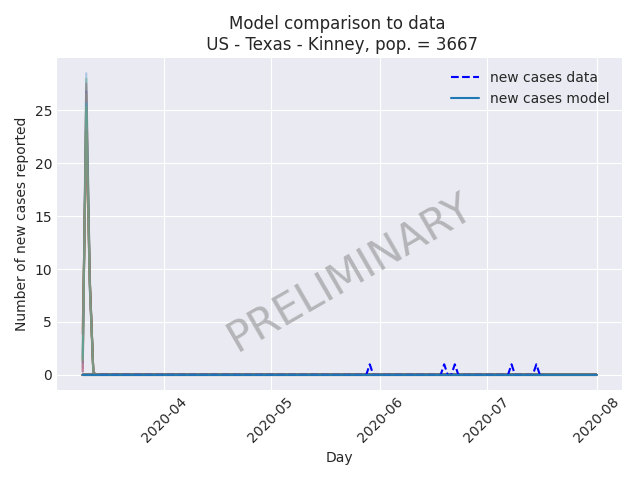 Model comparison to data
US - Texas - Kinney, pop. = 3667
new cases data
new cases model
Number of new cases reported
25
20
15
10
5
0
PRELIMINARY
2020-04
2020-05
2020-06
2020-07
2020-08
Day